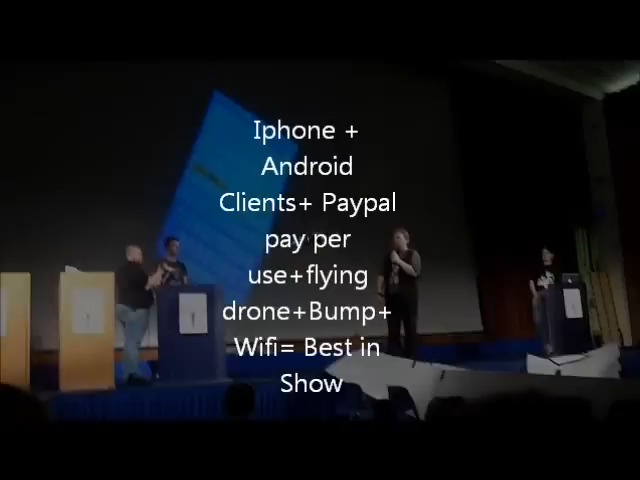 Iphone +
Android
Clients+ Paypal
pay per
use+flying
drone+Bump+
Wifi= Best in
Show